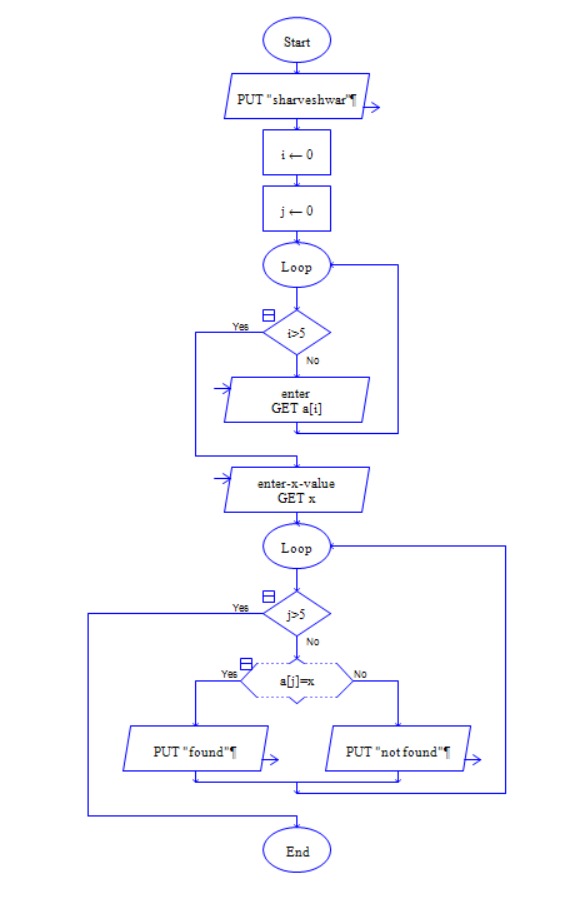 Start
PUT "sharveshwar"¶
i ← 0
j ← 0
Loop
i>5
Yes
No
enter
GET a[i]
enter-x-value
GET x
Loop
j>5
Yes
No
a[j]=x
Yes
No
PUT "found"¶
PUT "not found"¶
End